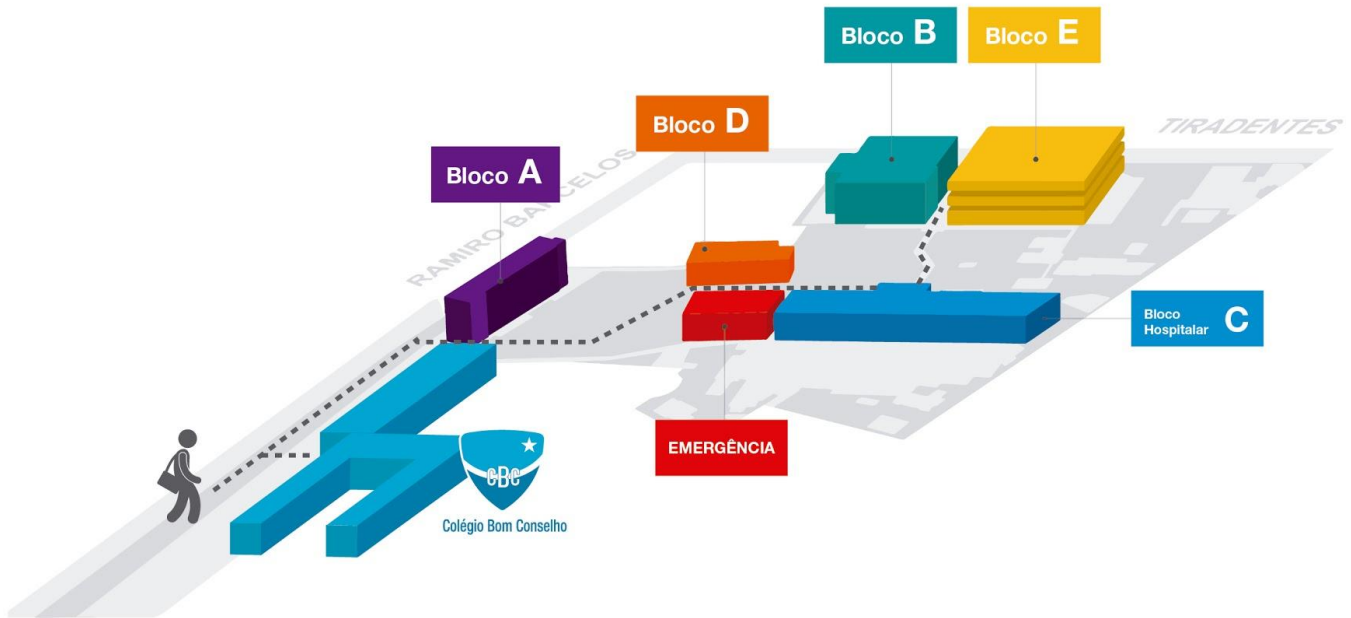 Bloco B
Bloco E
Bloco D
TIRADENTES
Bloco A
RAMIRO BARCELOS
Bloco
Hospitalar C
EMERGÊNCIA
CBC
Colégio Bom Conselho